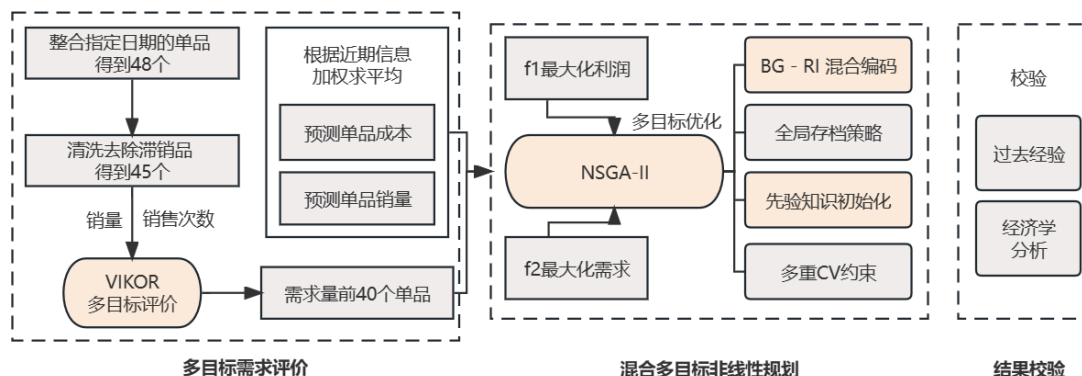 整合指定日期的单品
得到48个
清洗去除滞销品
得到45个
销量
销售次数
VIKOR
多目标评价
根据近期信息
加权求平均
预测单品成本
预测单品销量
需求量前40个单品
多目标需求评价
f1最大化利润
多目标优化
NSGA-II
f2最大化需求
BG - RI 混合编码
全局存档策略
先验知识初始化
多重CV约束
混合多目标非线性规划
校验
过去经验
经济学
分析
结果校验